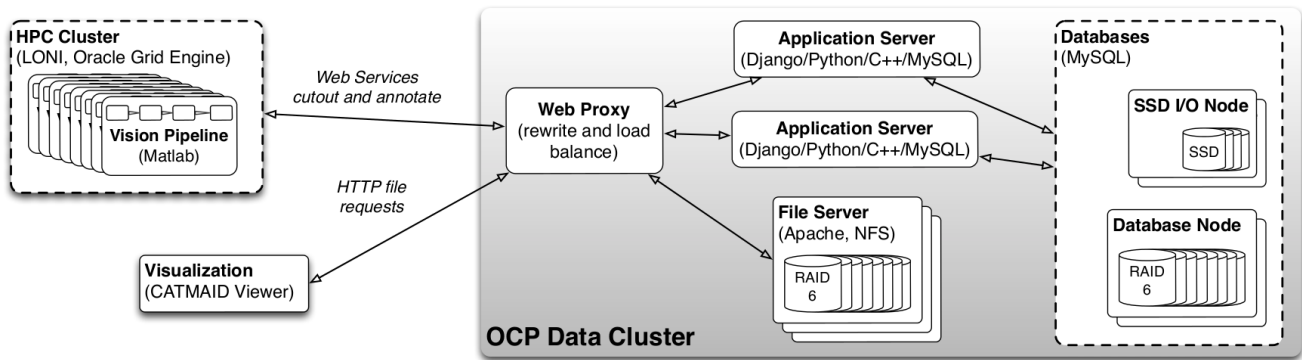 HPC Cluster
(LONI, Oracle Grid Engine)
Vision Pipeline
(Matlab)
Web Services
cutout and annotate
HTTP file
requests
Visualization
(CATMAID Viewer)
Web Proxy
(rewrite and load
balance)
Application Server
(Django/Python/C++/MySQL)
Application Server
(Django/Python/C++/MySQL)
File Server
(Apache, NFS)
RAID
6
Databases
(MySQL)
SSD I/O Node
SSD
Database Node
RAID
6
OCP Data Cluster